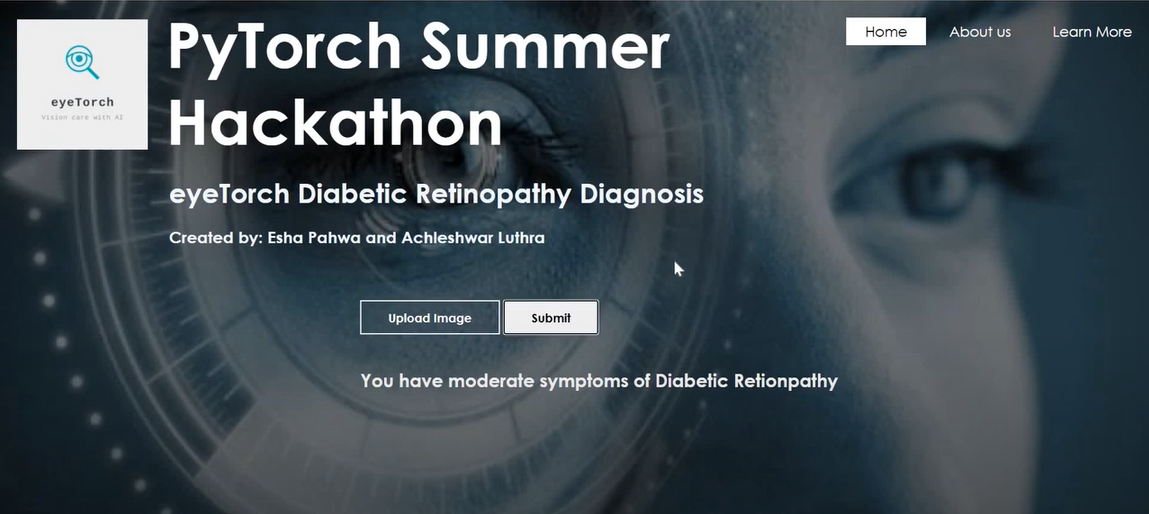 eyeTorch
Vision care with AI
PyTorch Summer
Hackathon
Home
About us
Learn More
eyeTorch Diabetic Retinopathy Diagnosis
Created by: Esha Pahwa and Achleshwar Luthra
Upload Image
Submit
You have moderate symptoms of Diabetic Retionpathy